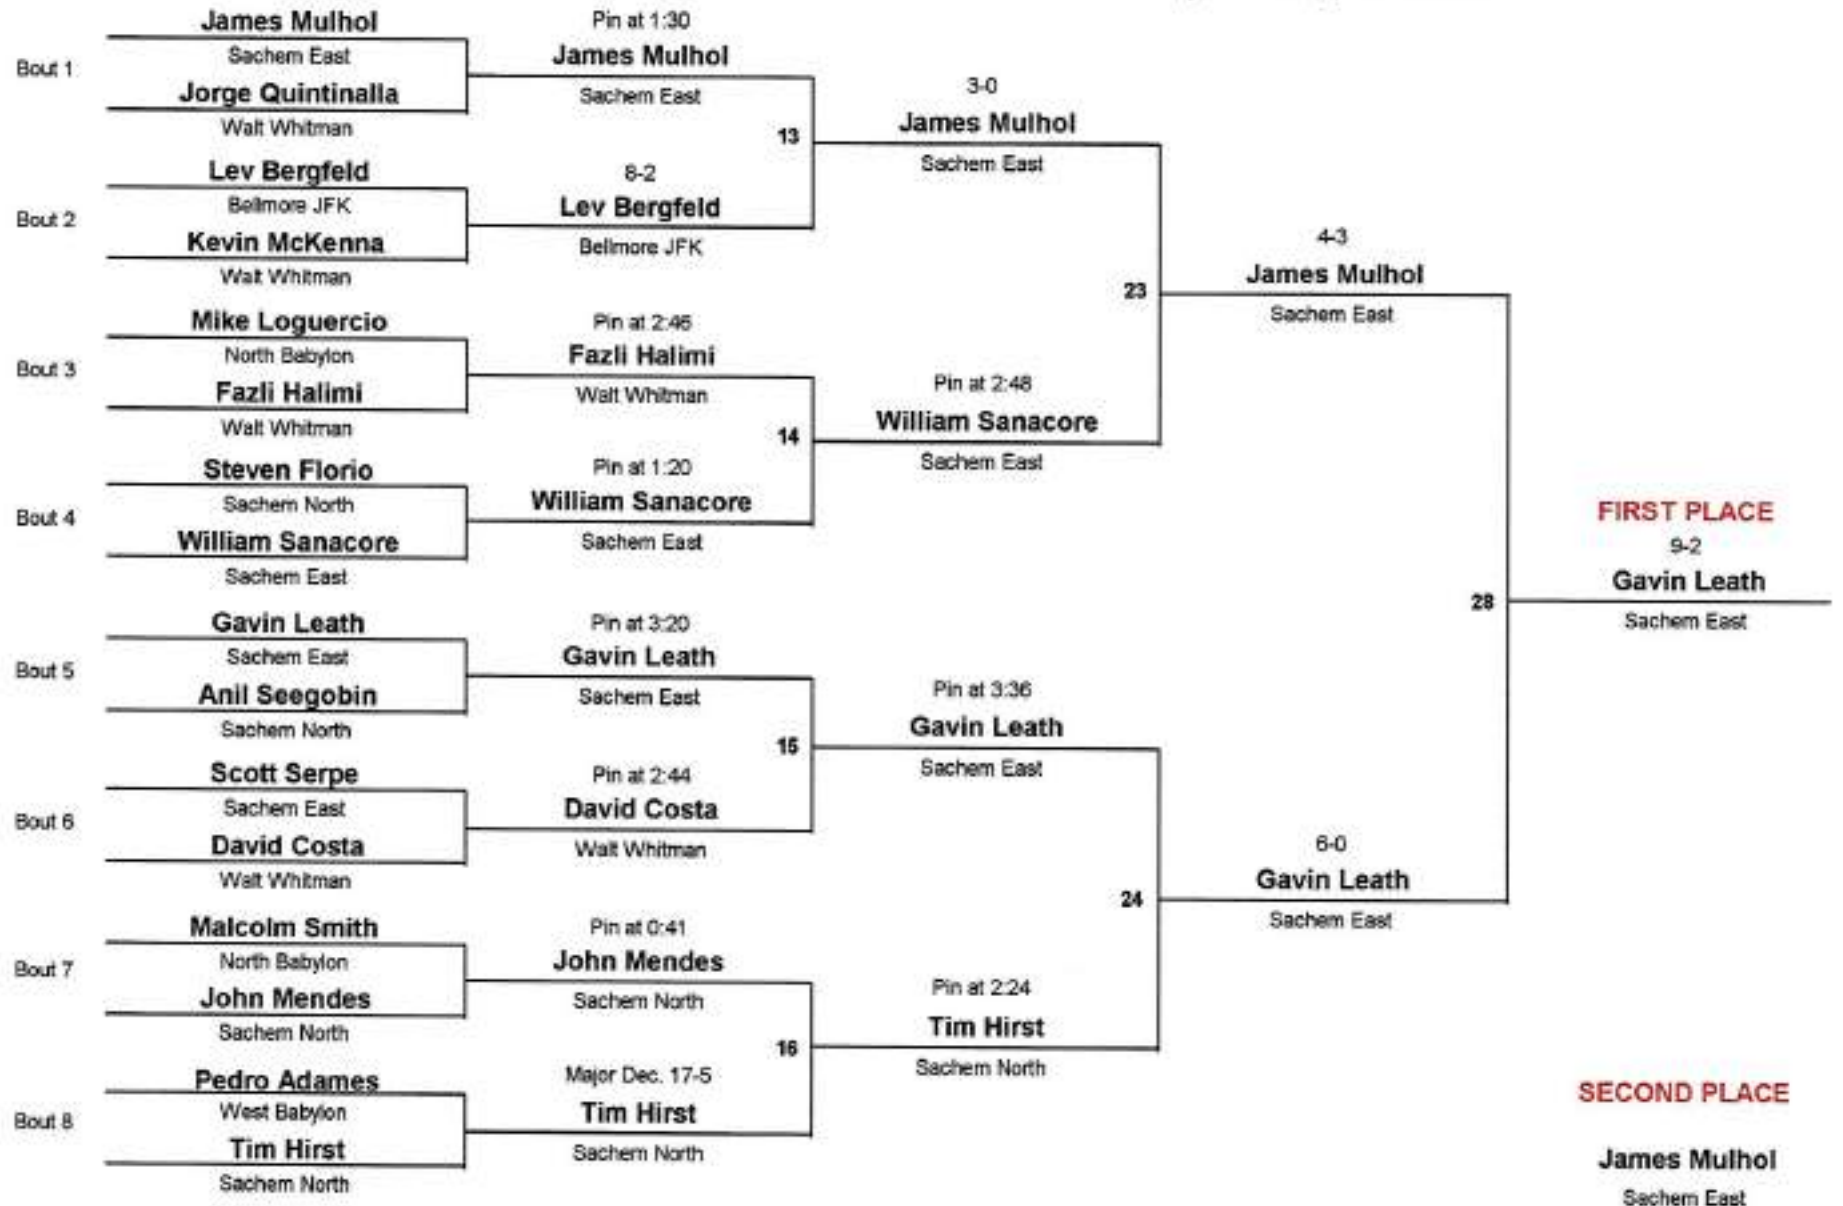 James Mulhol
Sachem East
Bout 1
Jorge Quintinalla
Walt Whitman
Lev Bergfeld
Bellmore JFK
Bout 2
Kevin McKenna
Walt Whitman
Mike Loguercio
North Babylon
Bout 3
Fazli Halimi
Walt Whitman
Steven Florio
Sachem North
Bout 4
William Sanacore
Sachem East
Gavin Leath
Sachem East
Bout 5
Anil Seegobin
Sachem North
Scott Serpe
Sachem East
Bout 6
David Costa
Walt Whitman
Malcolm Smith
North Babylon
Bout 7
John Mendes
Sachem North
Pedro Adames
West Babylon
Bout 8
Tim Hirst
Sachem North
Pin at 1:30
James Mulhol
Sachem East
13
8-2
Lev Bergfeld
Bellmore JFK
Pin at 2:46
Fazli Halimi
Walt Whitman
14
Pin at 1:20
William Sanacore
Sachem East
Pin at 3:20
Gavin Leath
Sachem East
15
Pin at 2:44
David Costa
Walt Whitman
Pin at 0:41
John Mendes
Sachem North
16
Major Dec. 17-5
Tim Hirst
Sachem North
3-0
James Mulhol
Sachem East
23
Pin at 2:48
William Sanacore
Sachem East
Pin at 3:36
Gavin Leath
Sachem East
24
Pin at 2:24
Tim Hirst
Sachem North
4-3
James Mulhol
Sachem East
28
6-0
Gavin Leath
Sachem East
FIRST PLACE
9-2
Gavin Leath
Sachem East
SECOND PLACE
James Mulhol
Sachem East